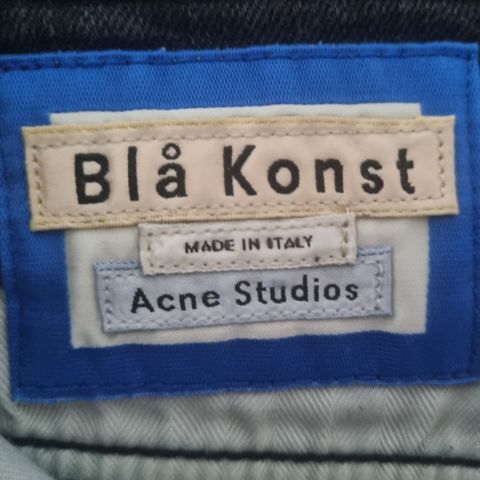 Blå Konst
MADE IN ITALY
Acne Studios